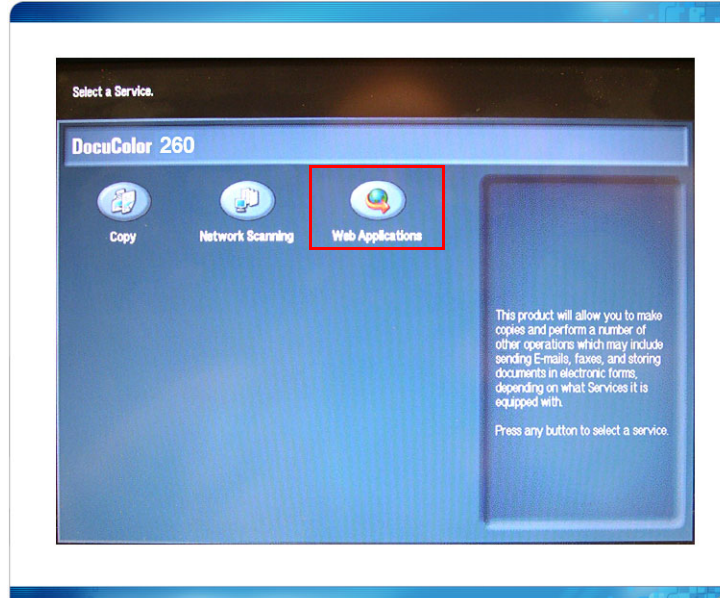 Select a Service.
DocuColor 260
Copy
Network Scanning
Web Applications
This product will allow you to make
copies and perform a number of
other operations which may include
sending E-mails, faxes, and storing
documents in electronic forms,
depending on what Services it is
equipped with.
Press any button to select a service.